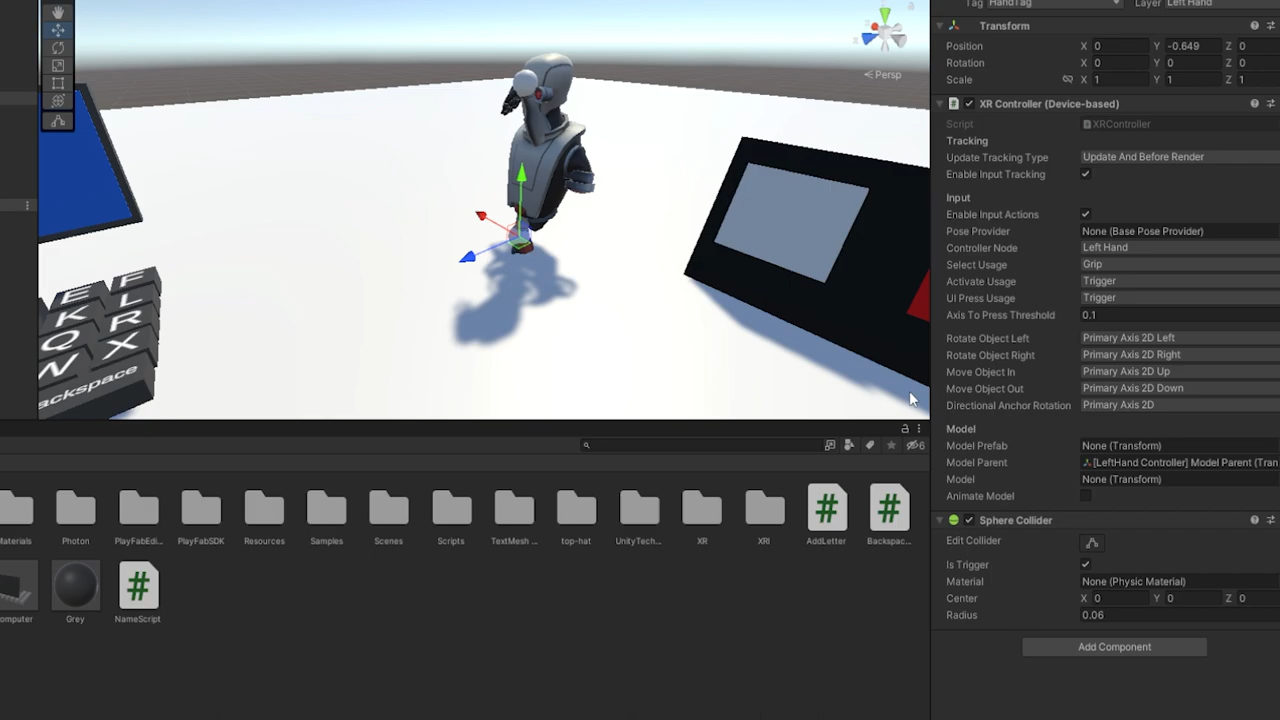 Tag HandTag Layer Left Hand
Transform
Position X 0 Y -0.649 Z 0
Rotation X 0 Y 0 Z 0
Scale X 1 Y 1 Z 1
< Persp
XR Controller (Device-based)
Script XRController
Tracking
Update Tracking Type Update And Before Render
Enable Input Tracking
Input
Enable Input Actions
Pose Provider None (Base Pose Provider)
Controller Node Left Hand
Select Usage Grip
Activate Usage Trigger
UI Press Usage Trigger
Axis To Press Threshold 0.1
Rotate Object Left Primary Axis 2D Left
Rotate Object Right Primary Axis 2D Right
Move Object In Primary Axis 2D Up
Move Object Out Primary Axis 2D Down
Directional Anchor Rotation Primary Axis 2D
Model
Model Prefab None (Transform)
Model Parent [LeftHand Controller] Model Parent (Tran
Model None (Transform)
Animate Model
Sphere Collider
Edit Collider
Is Trigger
Material None (Physic Material)
Center X 0 Y 0 Z 0
Radius 0.06
Add Component
E F
K L
Q R
W X
ackspace
6
Materials Photon PlayFabEdi... PlayFabSDK Resources Samples Scenes Scripts TextMesh ... top-hat UnityTech... XR XRI AddLetter Backspac...
omputer Grey NameScript